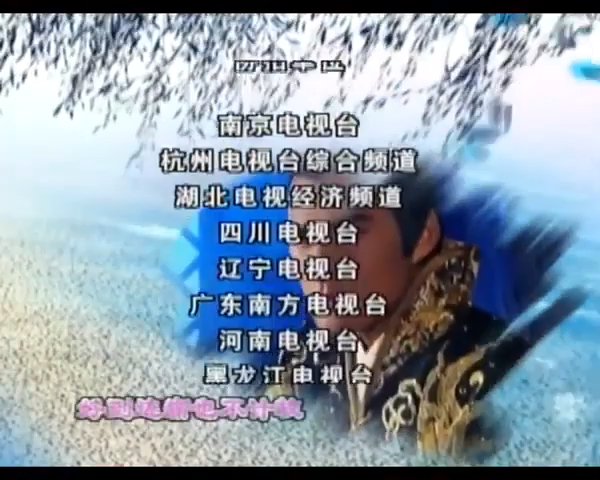 南京电视台
杭州电视台综合频道
湖北电视经济频道
四川电视台
辽宁电视台
广东南方电视台
河南电视台
黑龙江电视台